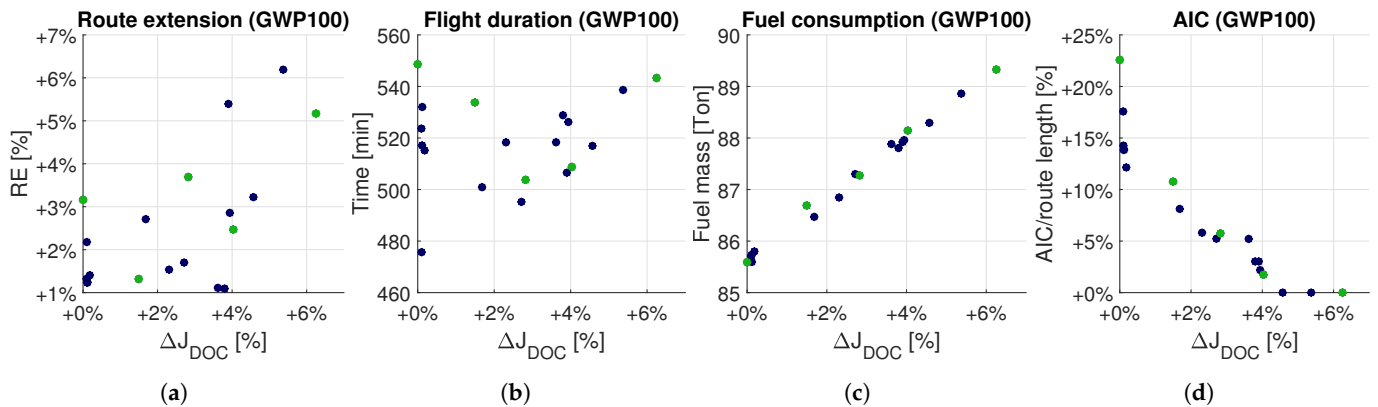 Route extension (GWP100)
+7%
+6%
+5%
+4%
+3%
+2%
+1%
RE [%]
+0% +2% +4% +6%
ΔJ_DOC [%]
(a)
Flight duration (GWP100)
560
540
520
500
480
460
Time [min]
+0% +2% +4% +6%
ΔJ_DOC [%]
(b)
Fuel consumption (GWP100)
90
89
88
87
86
85
Fuel mass [Ton]
+0% +2% +4% +6%
ΔJ_DOC [%]
(c)
AIC (GWP100)
+25%
+20%
+15%
+10%
+5%
+0%
AIC/route length [%]
+0% +2% +4% +6%
ΔJ_DOC [%]
(d)